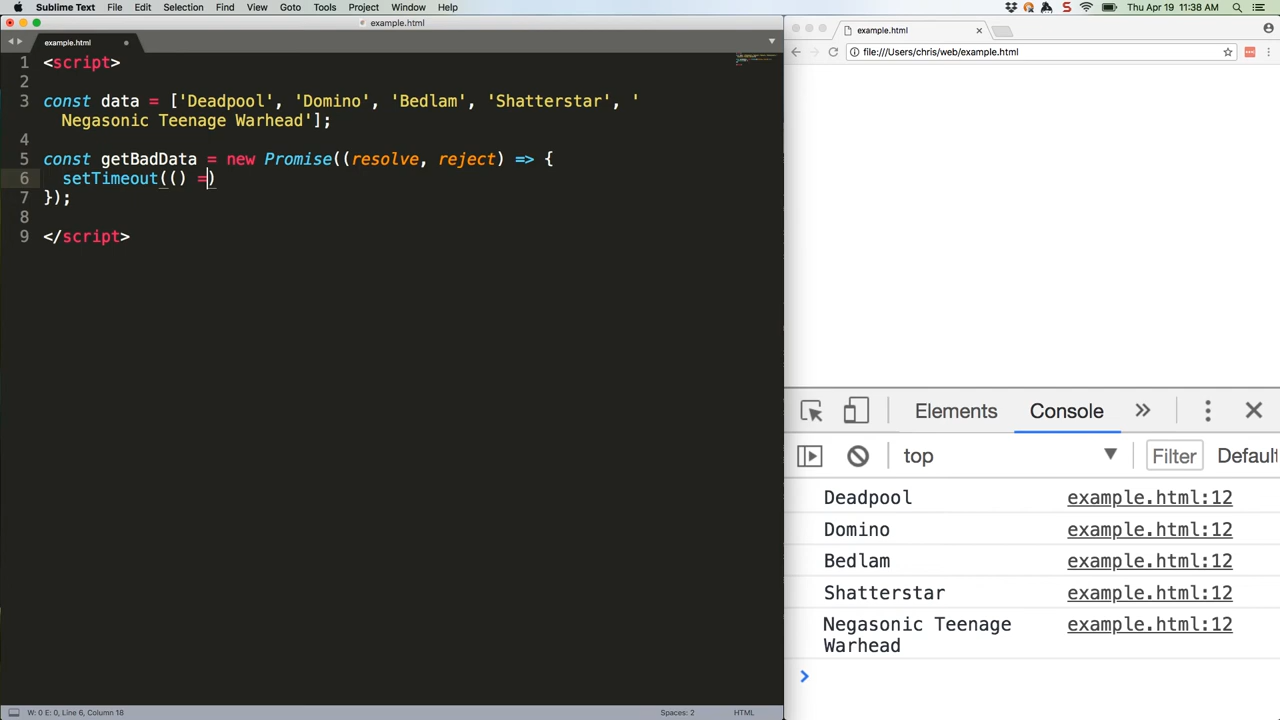 Sublime Text File Edit Selection Find View Goto Tools Project Window Help Thu Apr 19 11:38 AM
example.html
example.html
example.html
file:///Users/chris/web/example.html
1 <script>
2
3 const data = ['Deadpool', 'Domino', 'Bedlam', 'Shatterstar', '
Negasonic Teenage Warhead'];
4
5 const getBadData = new Promise((resolve, reject) => {
6 setTimeout(() =)
7 });
8
9 </script>
Elements Console
top Filter Default
Deadpool example.html:12
Domino example.html:12
Bedlam example.html:12
Shatterstar example.html:12
Negasonic Teenage example.html:12
Warhead
W: 0 E: 0, Line 6, Column 18 Spaces: 2 HTML